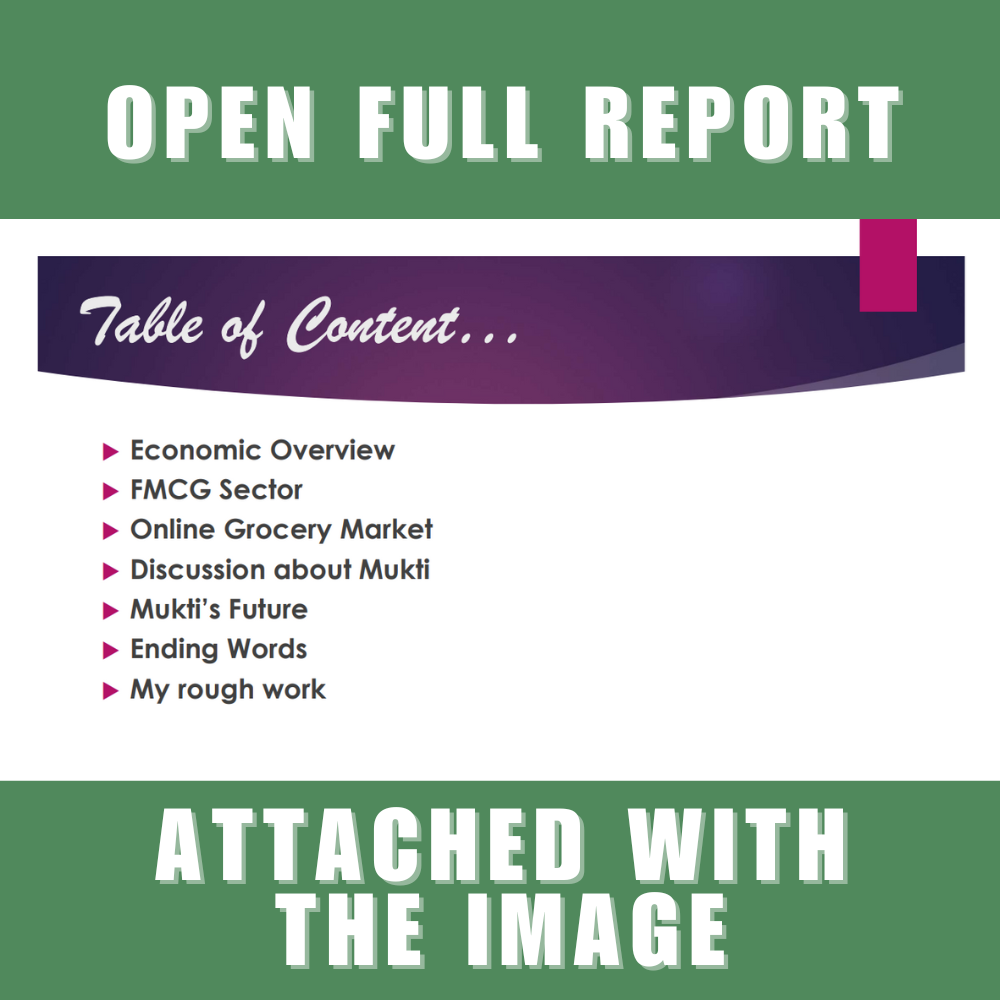 OPEN FULL REPORT
Table of Content...
Economic Overview
FMCG Sector
Online Grocery Market
Discussion about Mukti
Mukti's Future
Ending Words
My rough work
ATTACHED WITH
THE IMAGE